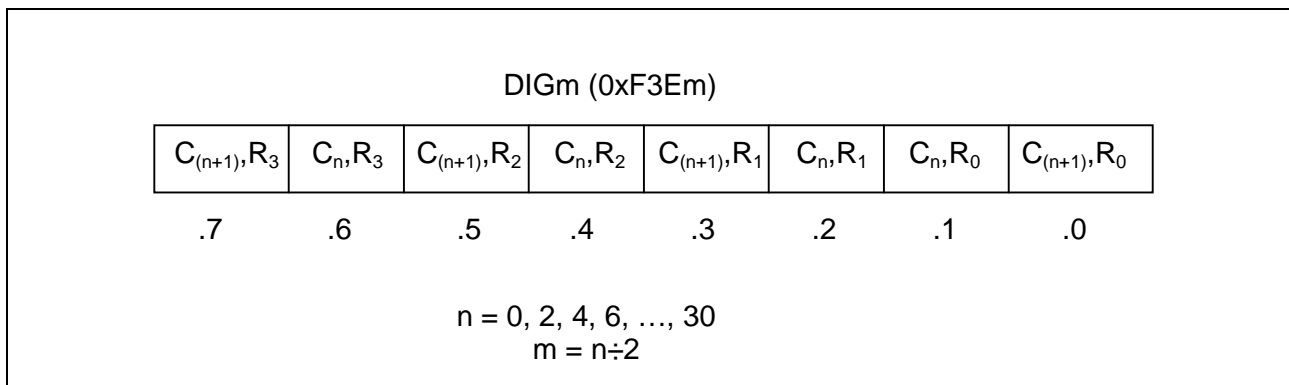 DIGm (0xF3Em)
C(n+1),R3 Cn,R3 C(n+1),R2 Cn,R2 C(n+1),R1 Cn,R1 Cn,R0 C(n+1),R0
.7 .6 .5 .4 .3 .2 .1 .0
n = 0, 2, 4, 6, …, 30
m = n÷2